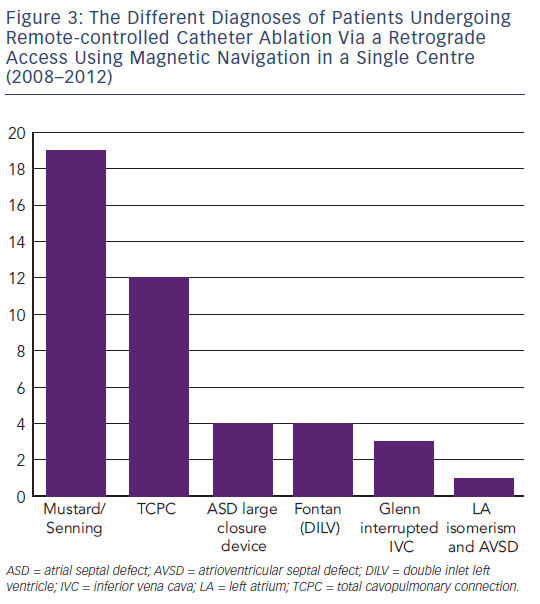 Figure 3: The Different Diagnoses of Patients Undergoing
Remote-controlled Catheter Ablation Via a Retrograde
Access Using Magnetic Navigation in a Single Centre
(2008–2012)
20
18
16
14
12
10
8
6
4
2
0
Mustard/
Senning
TCPC
ASD large
closure
device
Fontan
(DILV)
Glenn
interrupted
IVC
LA
isomerism
and AVSD
ASD = atrial septal defect; AVSD = atrioventricular septal defect; DILV = double inlet left
ventricle; IVC = inferior vena cava; LA = left atrium; TCPC = total cavopulmonary connection.